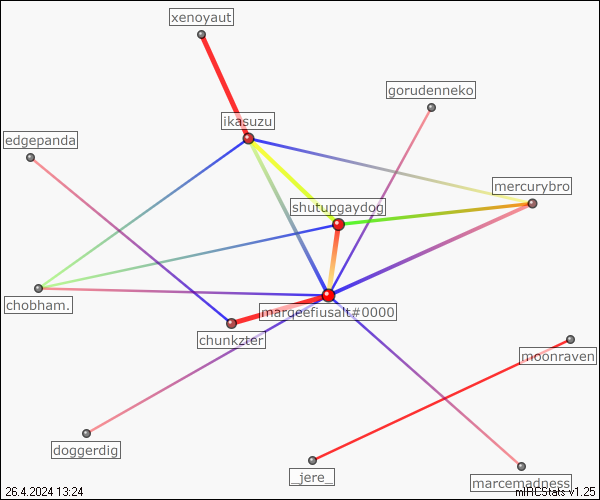 xenoyaut
gorudenneko
ikasuzu
edgepanda
mercurybro
shutupgaydog
chobham.
marqeefiusalt#0000
chunkzter
moonraven
doggerdig
_jere_
marcemadness
26.4.2024 13:24
mIRCStats v1.25